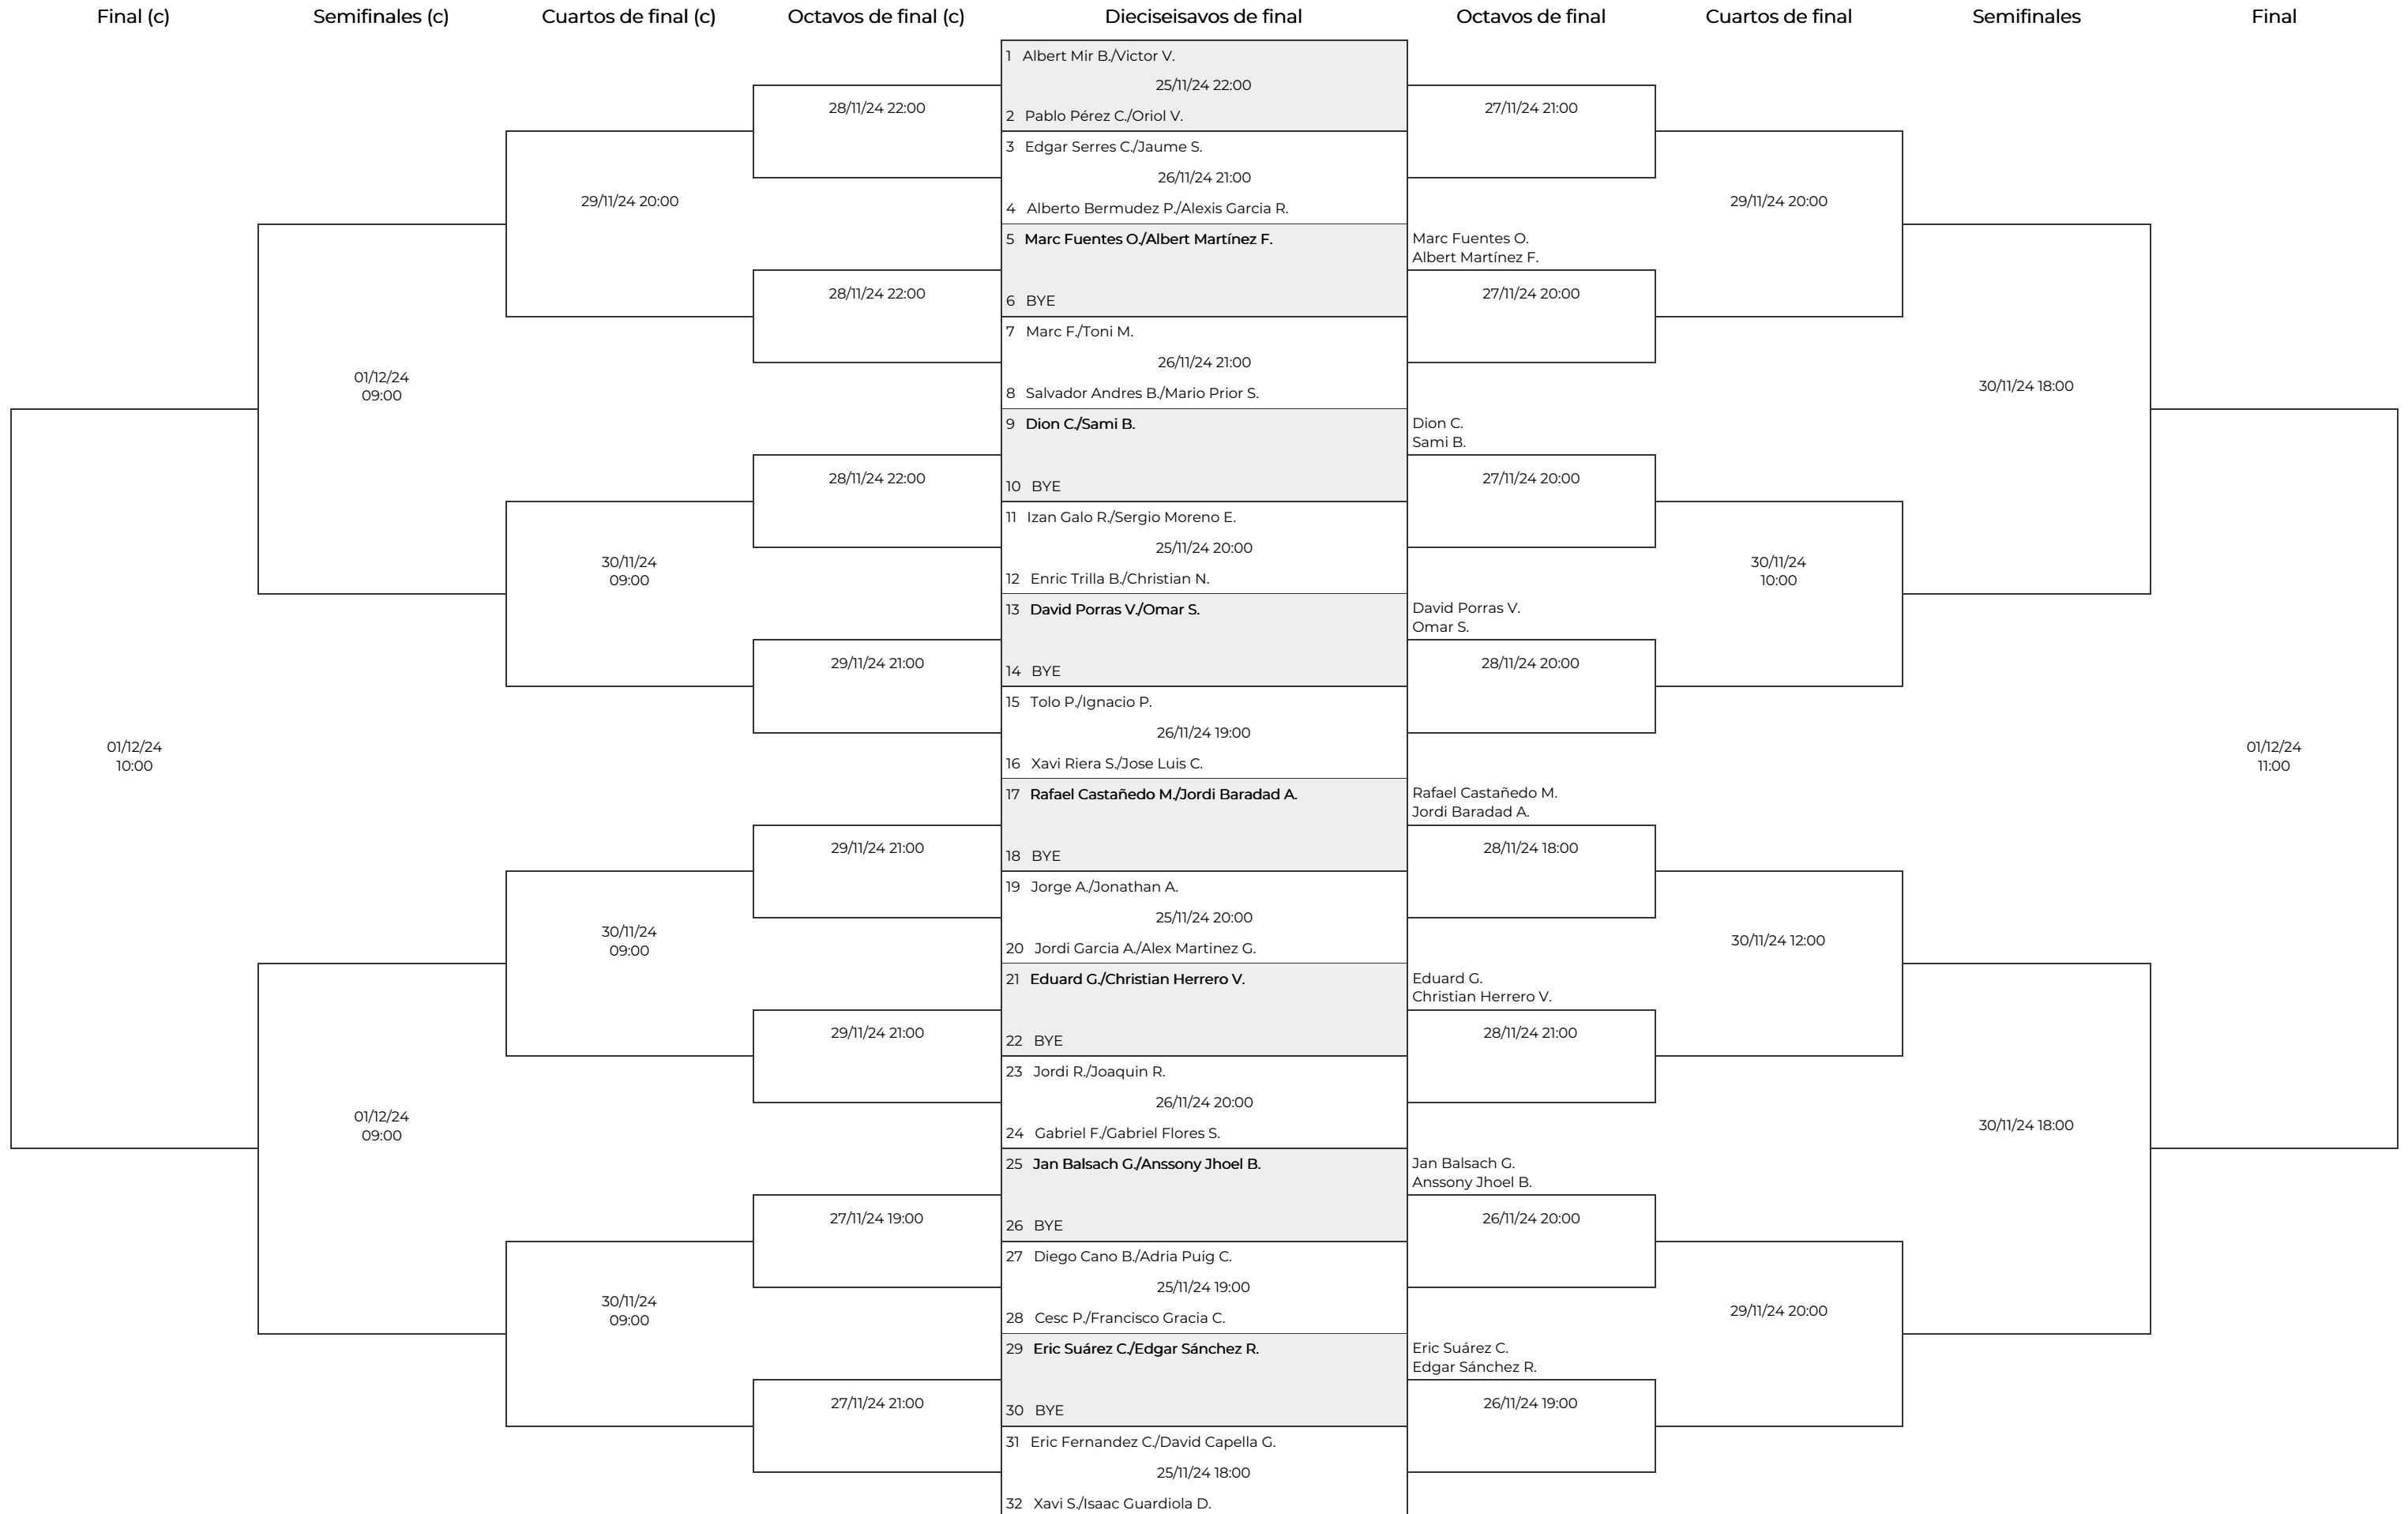 Final (c)
Semifinales (c)
Cuartos de final (c)
Octavos de final (c)
Dieciseisavos de final
Octavos de final
Cuartos de final
Semifinales
Final
1 Albert Mir B./Victor V.
25/11/24 22:00
28/11/24 22:00
27/11/24 21:00
2 Pablo Pérez C./Oriol V.
3 Edgar Serres C./Jaume S.
26/11/24 21:00
29/11/24 20:00
29/11/24 20:00
4 Alberto Bermudez P./Alexis Garcia R.
5 Marc Fuentes O./Albert Martínez F.
Marc Fuentes O.
Albert Martínez F.
28/11/24 22:00
27/11/24 20:00
6 BYE
7 Marc F./Toni M.
26/11/24 21:00
01/12/24
09:00
30/11/24 18:00
8 Salvador Andres B./Mario Prior S.
9 Dion C./Sami B.
Dion C.
Sami B.
28/11/24 22:00
27/11/24 20:00
10 BYE
11 Izan Galo R./Sergio Moreno E.
25/11/24 20:00
30/11/24
09:00
30/11/24
10:00
12 Enric Trilla B./Christian N.
13 David Porras V./Omar S.
David Porras V.
Omar S.
29/11/24 21:00
28/11/24 20:00
14 BYE
15 Tolo P./Ignacio P.
26/11/24 19:00
01/12/24
10:00
01/12/24
11:00
16 Xavi Riera S./Jose Luis C.
17 Rafael Castañedo M./Jordi Baradad A.
Rafael Castañedo M.
Jordi Baradad A.
29/11/24 21:00
28/11/24 18:00
18 BYE
19 Jorge A./Jonathan A.
25/11/24 20:00
30/11/24
09:00
30/11/24 12:00
20 Jordi Garcia A./Alex Martinez G.
21 Eduard G./Christian Herrero V.
Eduard G.
Christian Herrero V.
29/11/24 21:00
28/11/24 21:00
22 BYE
23 Jordi R./Joaquin R.
26/11/24 20:00
01/12/24
09:00
30/11/24 18:00
24 Gabriel F./Gabriel Flores S.
25 Jan Balsach G./Anssony Jhoel B.
Jan Balsach G.
Anssony Jhoel B.
27/11/24 19:00
26/11/24 20:00
26 BYE
27 Diego Cano B./Adria Puig C.
25/11/24 19:00
30/11/24
09:00
29/11/24 20:00
28 Cesc P./Francisco Gracia C.
29 Eric Suárez C./Edgar Sánchez R.
Eric Suárez C.
Edgar Sánchez R.
27/11/24 21:00
26/11/24 19:00
30 BYE
31 Eric Fernandez C./David Capella G.
25/11/24 18:00
32 Xavi S./Isaac Guardiola D.